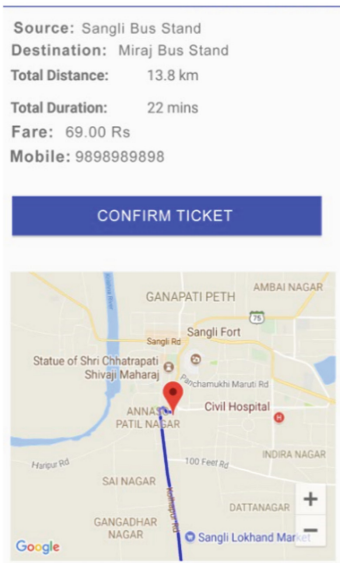 Source: Sangli Bus Stand
Destination: Miraj Bus Stand
Total Distance: 13.8 km
Total Duration: 22 mins
Fare: 69.00 Rs
Mobile: 9898989898
CONFIRM TICKET
AMBAI NAGAR
GANAPATI PETH
75
Sangli Fort
Sangli Rd
Statue of Shri Chhatrapati
Shivaji Maharaj
Panchamukhi Maruti Rd
ANNASA
PATIL NAGAR
Civil Hospital
H
INDIRA NAGAR
Haripur Rd
100 Feet Rd
SAI NAGAR
Kolhapur Rd
DATTANAGAR
GANGADHAR
NAGAR
Sangli Lokhand Market
+
−
Google